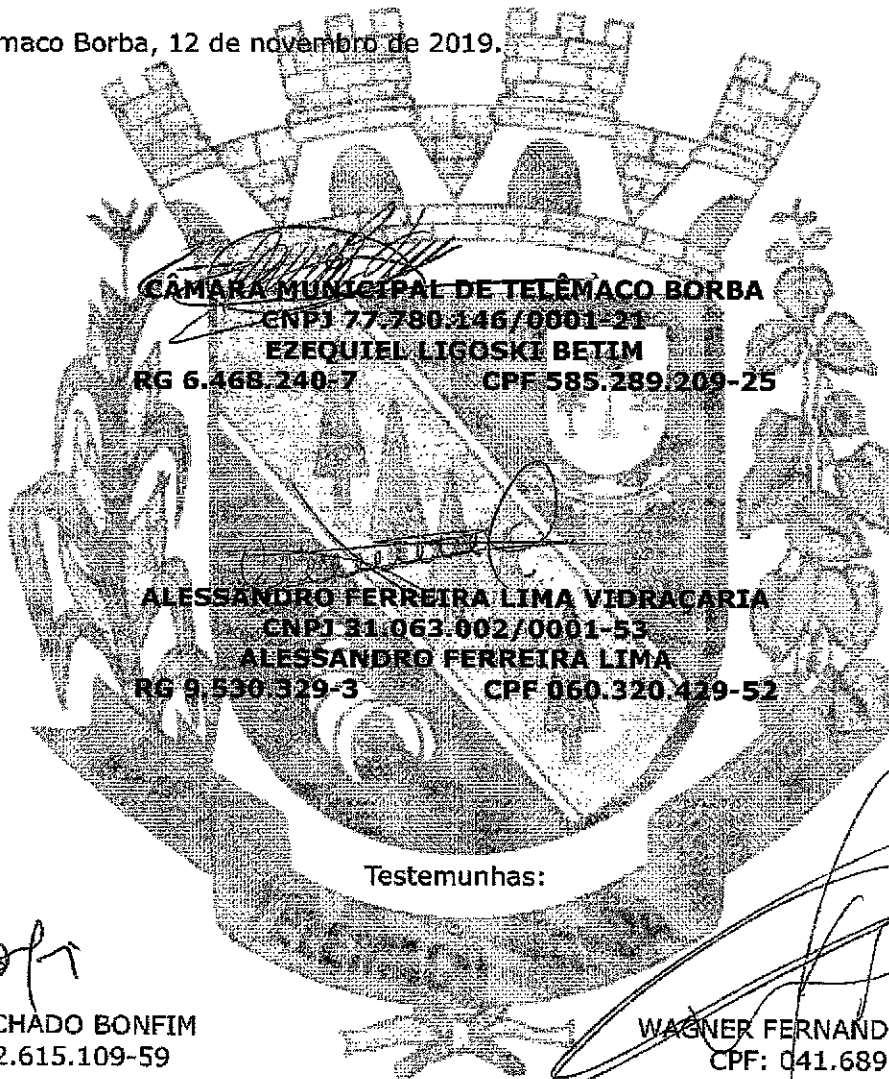 maco Borba, 12 de novembro de 2019.
CÂMARA MUNICIPAL DE TELÊMACO BORBA
CNPJ 77.780.146/0001-21
EZEQUIEL LIGOSKI BETIM
RG 6.468.240-7 CPF 585.289.209-25
ALESSANDRO FERREIRA LIMA VIDRAÇARIA
CNPJ 31.063.002/0001-53
ALESSANDRO FERREIRA LIMA
RG 9.530.329-3 CPF 060.320.429-52
Testemunhas:
CHADO BONFIM WAGNER FERNAND
2.615.109-59 CPF: 041.689